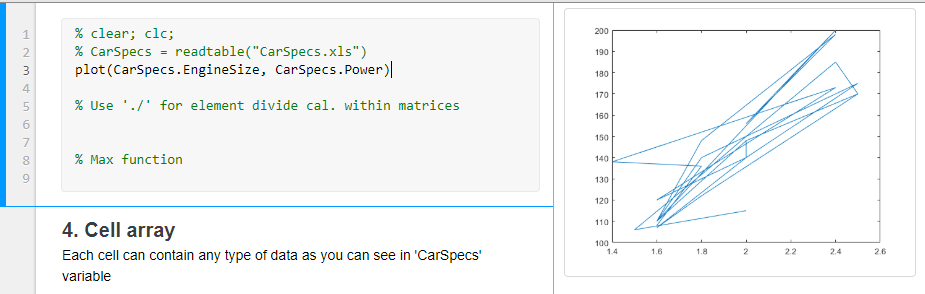 1 % clear; clc;
2 % CarSpecs = readtable("CarSpecs.xls")
3 plot(CarSpecs.EngineSize, CarSpecs.Power)
4
5 % Use './' for element divide cal. within matrices
6
7
8 % Max function
9
4. Cell array
Each cell can contain any type of data as you can see in 'CarSpecs'
variable
200
190
180
170
160
150
140
130
120
110
100
1.4 1.6 1.8 2 2.2 2.4 2.6